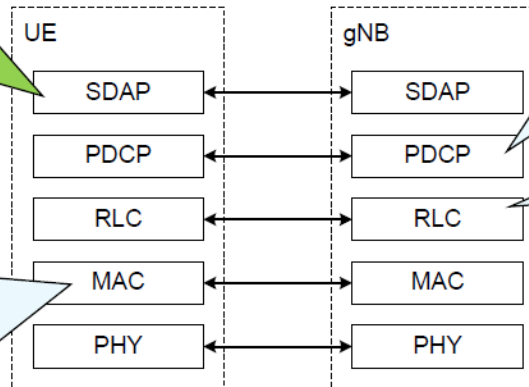 UE gNB
SDAP SDAP
PDCP PDCP
RLC RLC
MAC MAC
PHY PHY